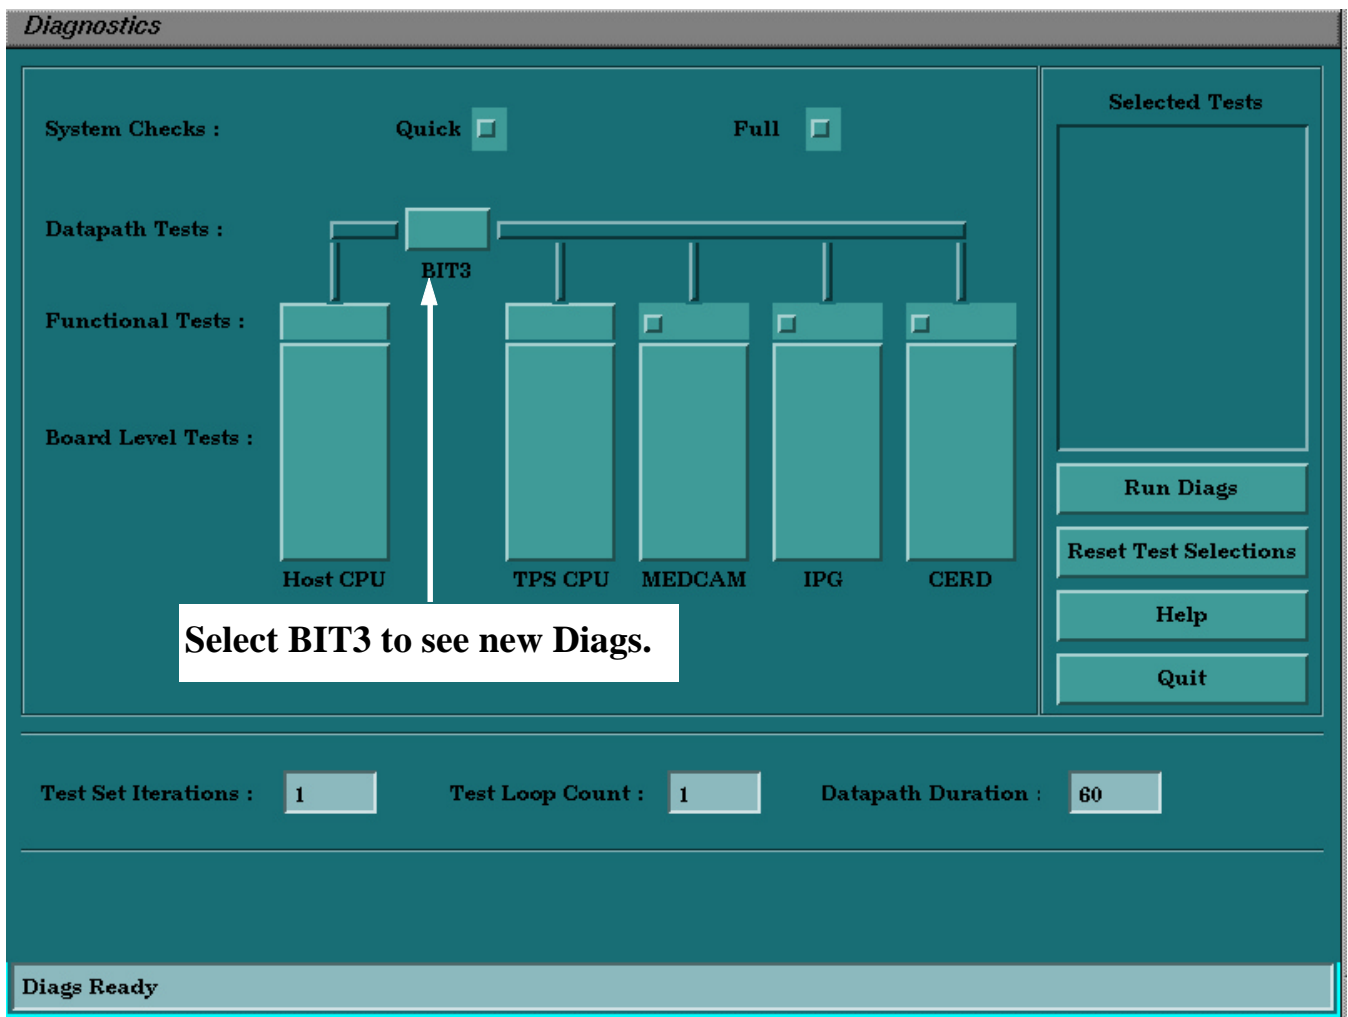 Diagnostics
System Checks : Quick Full
Selected Tests
Datapath Tests :
BIT3
Functional Tests :
Board Level Tests :
Host CPU TPS CPU MEDCAM IPG CERD
Select BIT3 to see new Diags.
Run Diags
Reset Test Selections
Help
Quit
Test Set Iterations : 1 Test Loop Count : 1 Datapath Duration : 60
Diags Ready